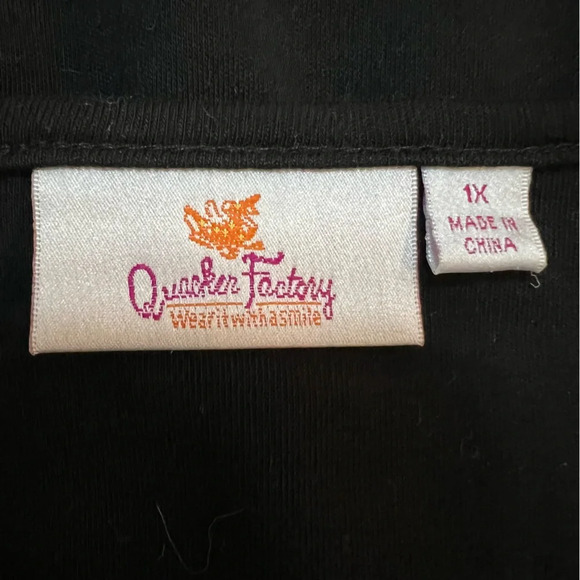 Quacker Factory
Wear it with a smile
1X
MADE IN
CHINA